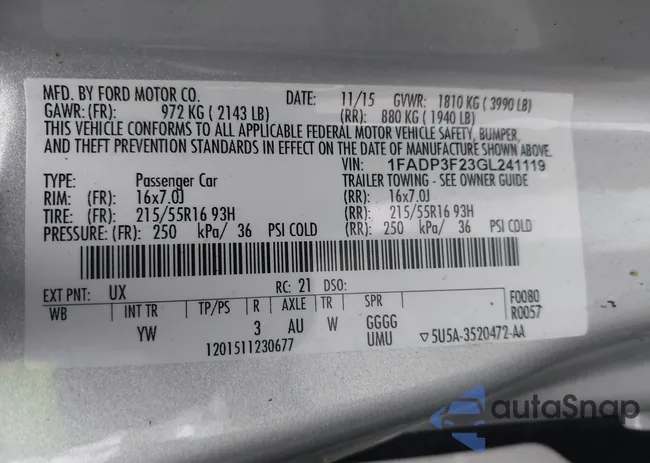 MFD. BY FORD MOTOR CO. DATE: 11/15 GVWR: 1810 KG ( 3990 LB)
GAWR: (FR): 972 KG ( 2143 LB) (RR): 880 KG ( 1940 LB)
THIS VEHICLE CONFORMS TO ALL APPLICABLE FEDERAL MOTOR VEHICLE SAFETY, BUMPER,
AND THEFT PREVENTION STANDARDS IN EFFECT ON THE DATE OF MANUFACTURE SHOWN ABOVE.
VIN: 1FADP3F23GL241119
TYPE: Passenger Car TRAILER TOWING - SEE OWNER GUIDE
RIM: (FR): 16x7.0J (RR): 16x7.0J
TIRE: (FR): 215/55R16 93H (RR): 215/55R16 93H
PRESSURE: (FR): 250 kPa/ 36 PSI COLD (RR): 250 kPa/ 36 PSI COLD
EXT PNT: UX RC: 21 DSO:
WB INT TR TP/PS R AXLE TR SPR F0080
R0057
YW 3 AU W GGGG
1201511230677 UMU ▽5U5A-3520472-AA
autoSnap